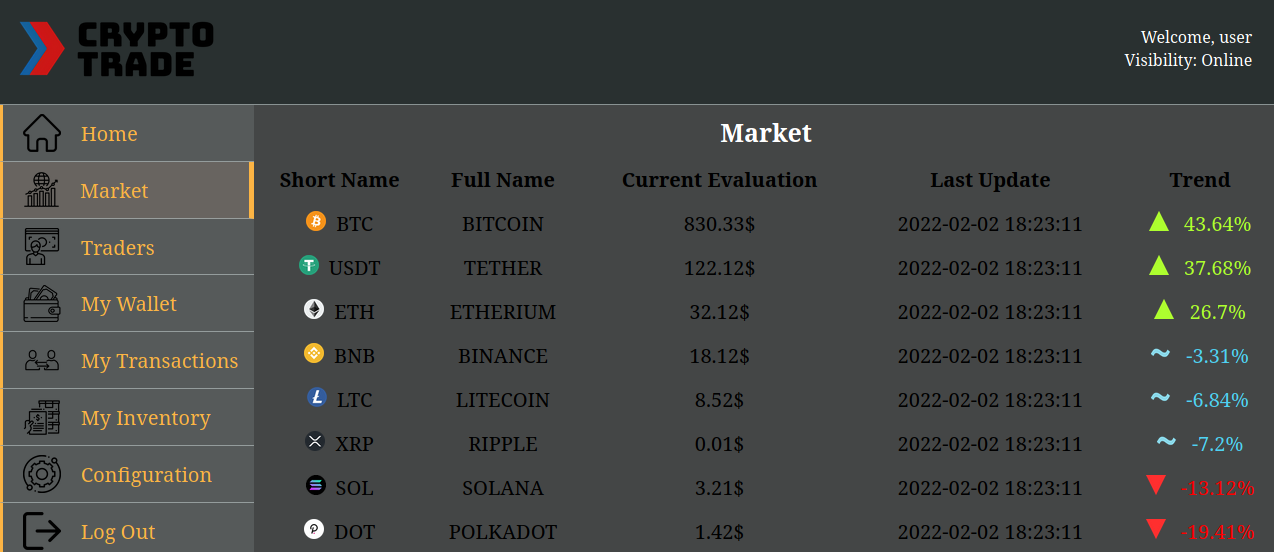 CRYPTO
TRADE
Welcome, user
Visibility: Online
Home
Market
Traders
My Wallet
My Transactions
My Inventory
Configuration
Log Out
Market
Short Name Full Name Current Evaluation Last Update Trend
BTC BITCOIN 830.33$ 2022-02-02 18:23:11 43.64%
USDT TETHER 122.12$ 2022-02-02 18:23:11 37.68%
ETH ETHERIUM 32.12$ 2022-02-02 18:23:11 26.7%
BNB BINANCE 18.12$ 2022-02-02 18:23:11 ~ -3.31%
LTC LITECOIN 8.52$ 2022-02-02 18:23:11 ~ -6.84%
XRP RIPPLE 0.01$ 2022-02-02 18:23:11 ~ -7.2%
SOL SOLANA 3.21$ 2022-02-02 18:23:11 -13.12%
DOT POLKADOT 1.42$ 2022-02-02 18:23:11 -19.41%